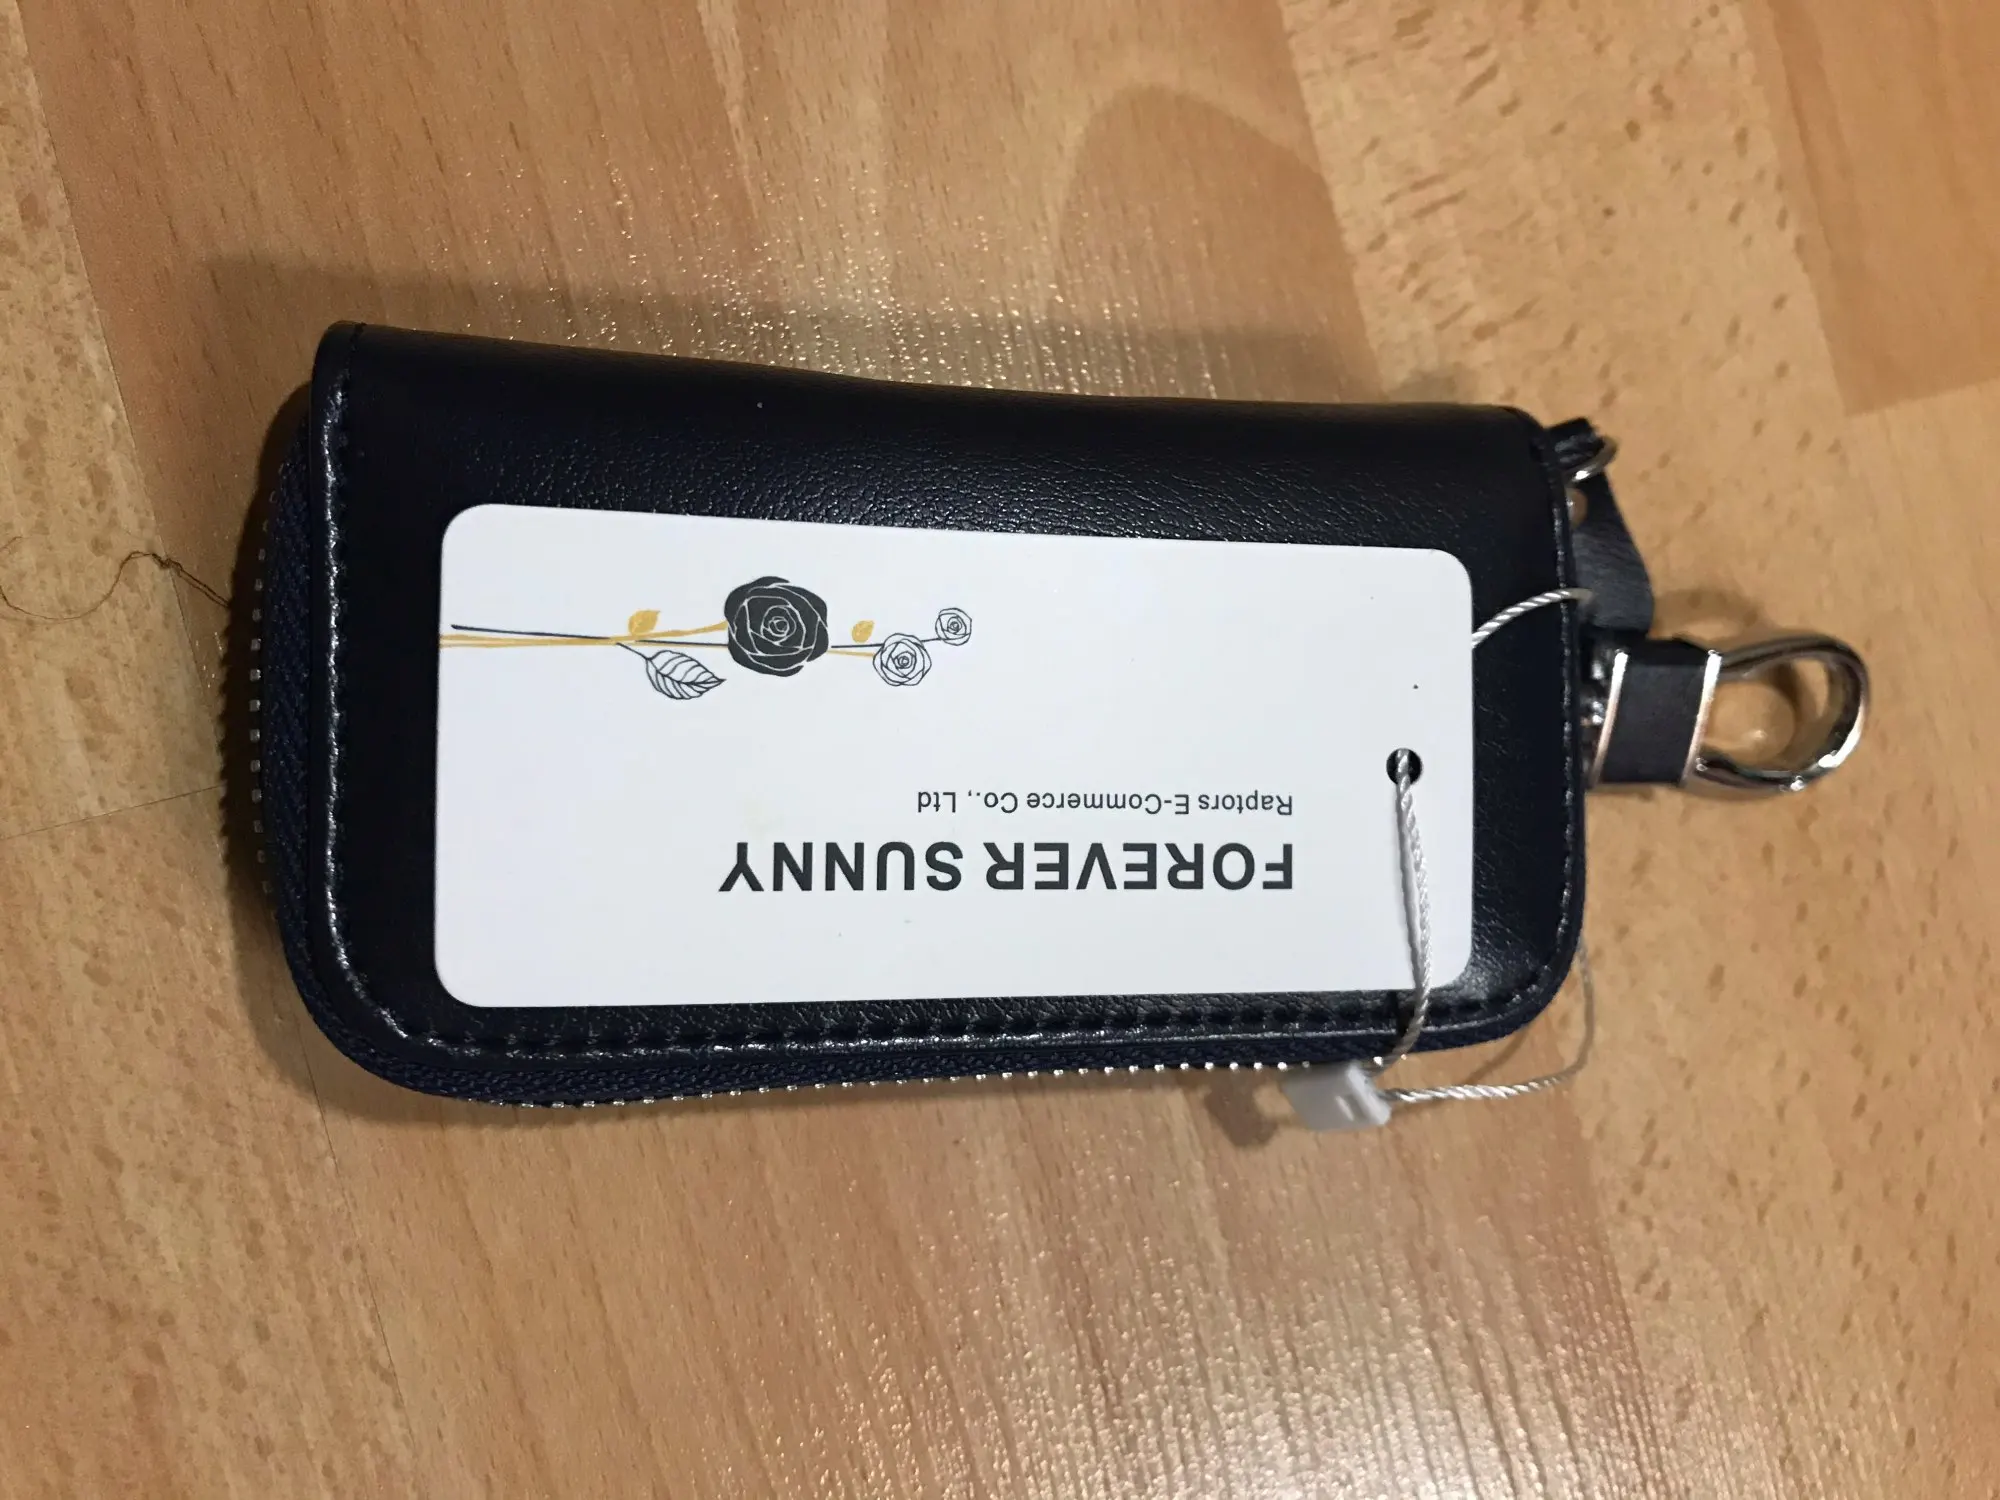 FOREVER SUNNY
Raptors E-Commerce Co., Ltd